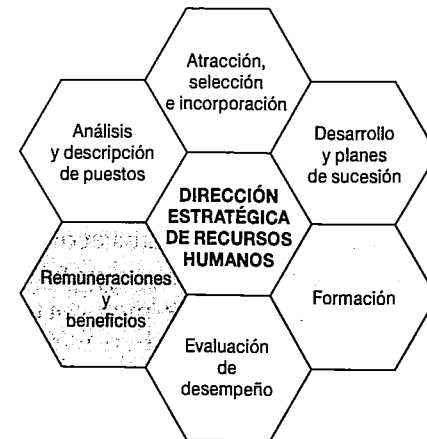 Atracción,
selección
e incorporación
Análisis
y descripción
de puestos
Desarrollo
y planes
de sucesión
DIRECCIÓN
ESTRATÉGICA
DE RECURSOS
HUMANOS
Remuneraciones
y
beneficios
Formación
Evaluación
de
desempeño